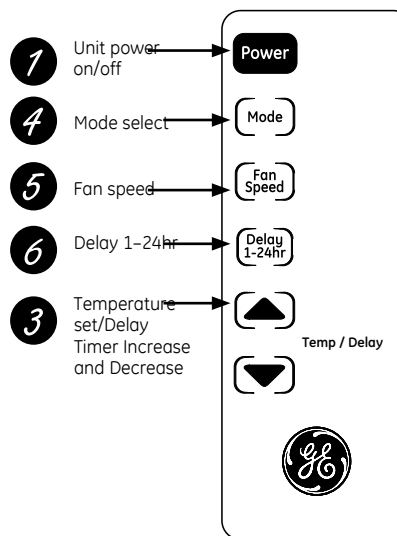 1
Unit power
on/off
Power
4
Mode select
Mode
5
Fan speed
Fan
Speed
6
Delay 1–24hr
Delay
1-24hr
3
Temperature
set/Delay
Timer Increase
and Decrease
Temp / Delay
GE